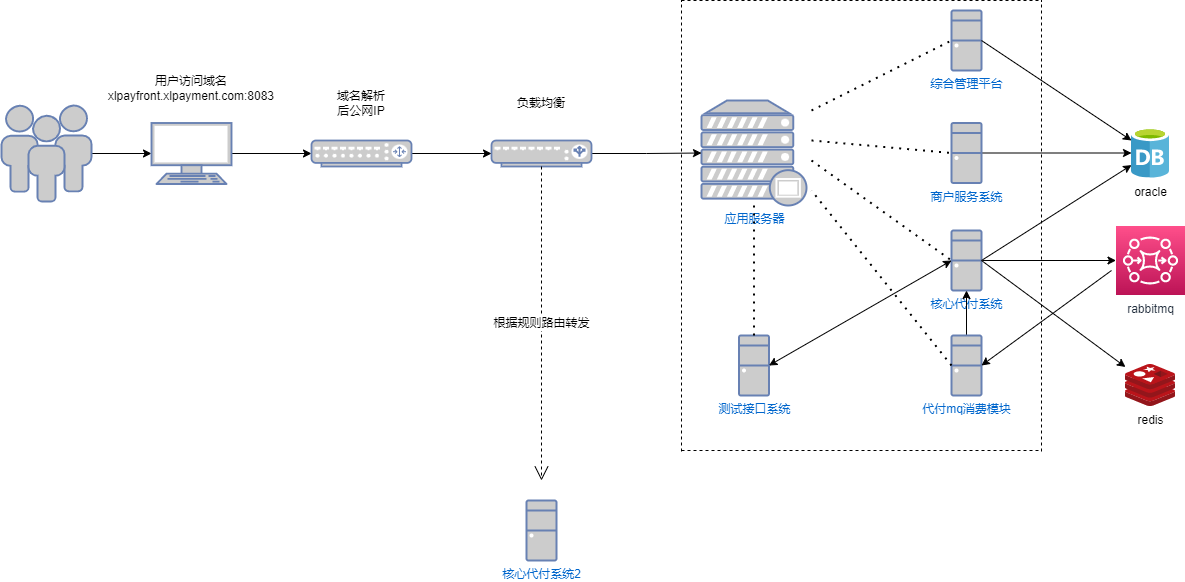 用户访问域名
xlpayfront.xlpayment.com:8083
域名解析
后公网IP
负载均衡
应用服务器
综合管理平台
商户服务系统
核心代付系统
代付mq消费模块
测试接口系统
DB
oracle
rabbitmq
redis
根据规则路由转发
核心代付系统2